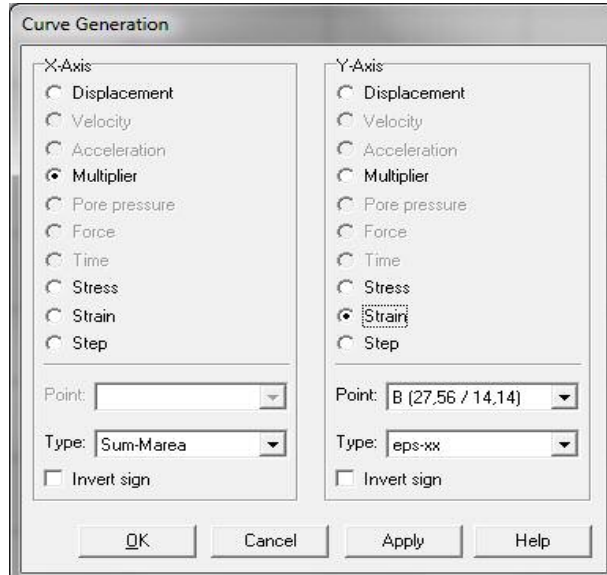 Curve Generation
X-Axis
Displacement
Velocity
Acceleration
Multiplier
Pore pressure
Force
Time
Stress
Strain
Step
Point:
Type: Sum-Marea
Invert sign
Y-Axis
Displacement
Velocity
Acceleration
Multiplier
Pore pressure
Force
Time
Stress
Strain
Step
Point: B (27,56 / 14,14)
Type: eps-xx
Invert sign
OK Cancel Apply Help